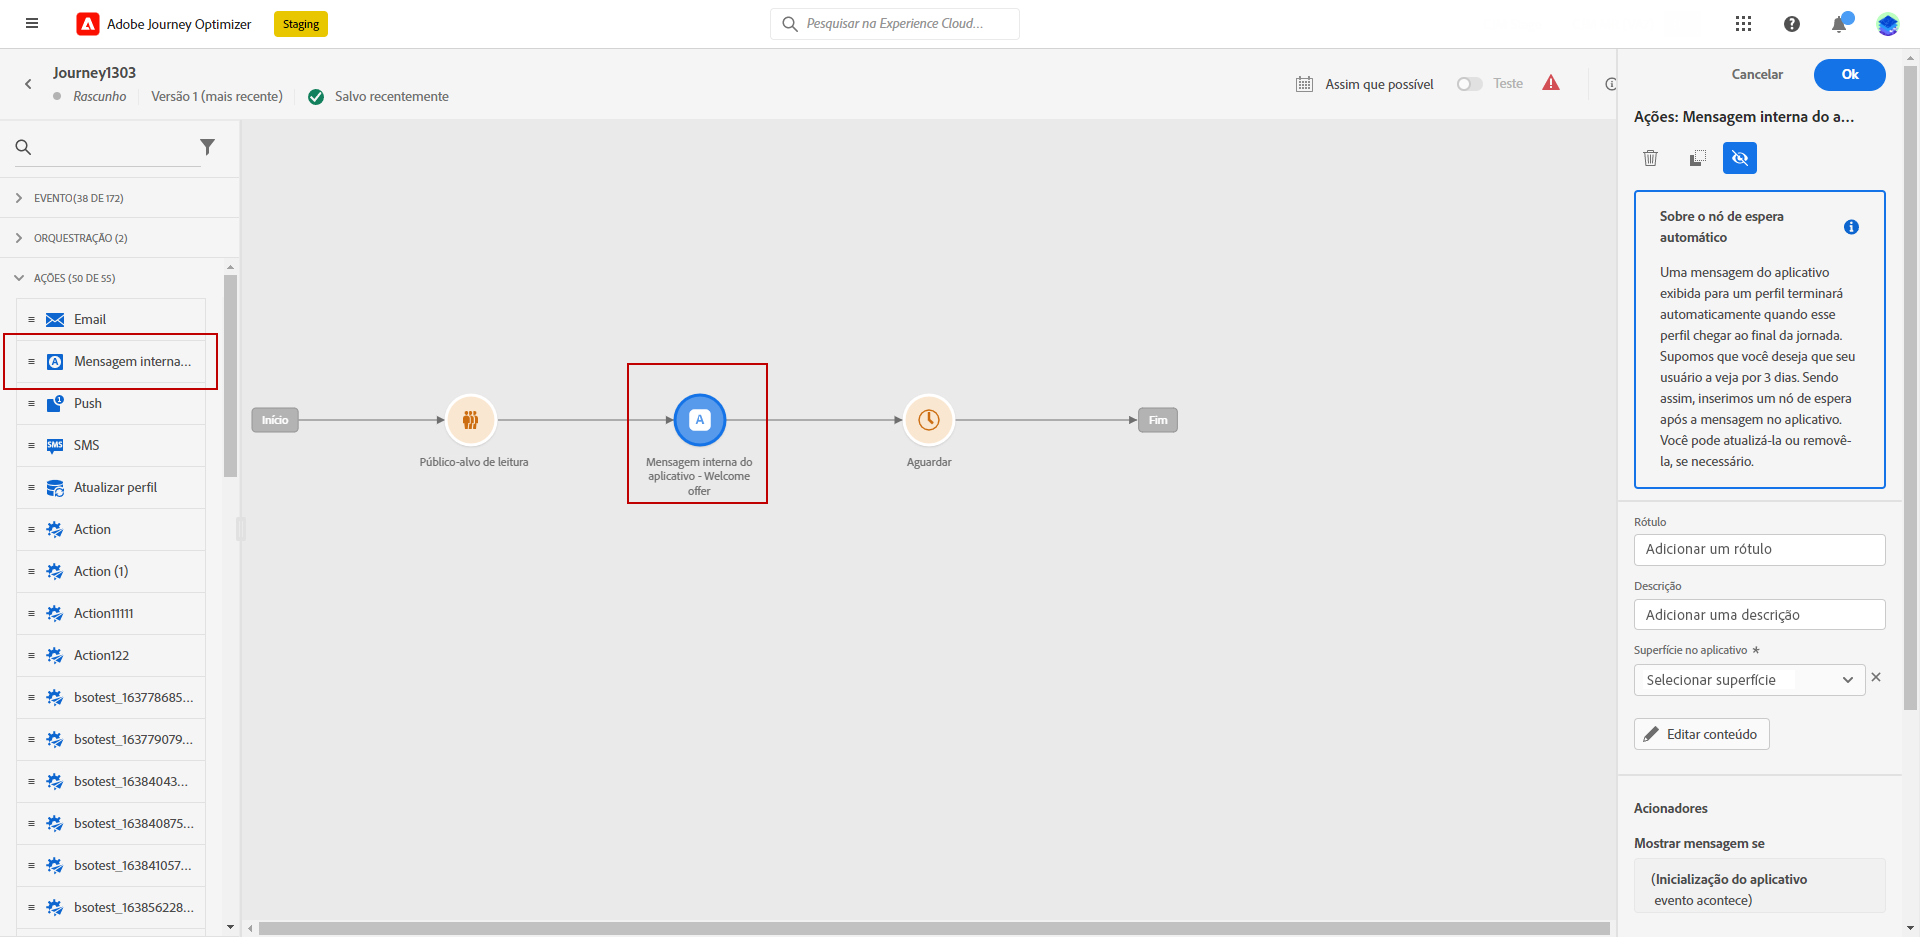 Adobe Journey Optimizer
Staging
Pesquisar na Experience Cloud...
Journey1303
Rascunho
Versão 1 (mais recente)
Salvo recentemente
Assim que possível
Teste
Cancelar
Ok
Ações: Mensagem interna do a...
EVENTO(38 DE 172)
ORQUESTRAÇÃO (2)
AÇÕES (50 DE 55)
Email
Mensagem interna...
Push
SMS
Atualizar perfil
Action
Action (1)
Action11111
Action122
bsotest_163778685...
bsotest_163779079...
bsotest_16384043...
bsotest_163840875...
bsotest_163841057...
bsotest_163856228...
Início
Público-alvo de leitura
A
Mensagem interna do
aplicativo - Welcome
offer
Aguardar
Fim
Sobre o nó de espera
automático
Uma mensagem do aplicativo
exibida para um perfil terminará
automaticamente quando esse
perfil chegar ao final da jornada.
Supomos que você deseja que seu
usuário a veja por 3 dias. Sendo
assim, inserimos um nó de espera
após a mensagem no aplicativo.
Você pode atualizá-la ou removê-
la, se necessário.
Rótulo
Adicionar um rótulo
Descrição
Adicionar uma descrição
Superfície no aplicativo *
Selecionar superfície
Editar conteúdo
Acionadores
Mostrar mensagem se
(Inicialização do aplicativo
evento acontece)